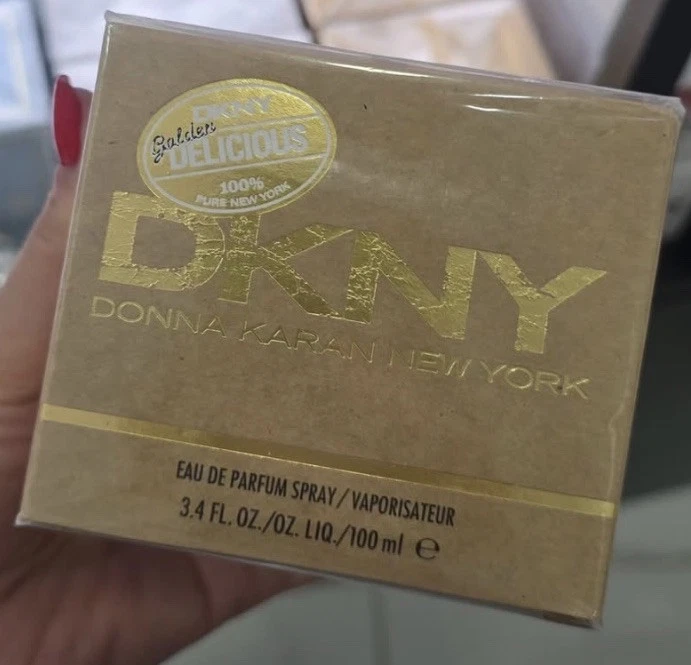 DKNY
Golden
DELICIOUS
100%
PURE NEW YORK
DKNY
DONNA KARAN NEW YORK
EAU DE PARFUM SPRAY/VAPORISATEUR
3.4 FL. OZ./OZ. LIQ./100 ml ℮